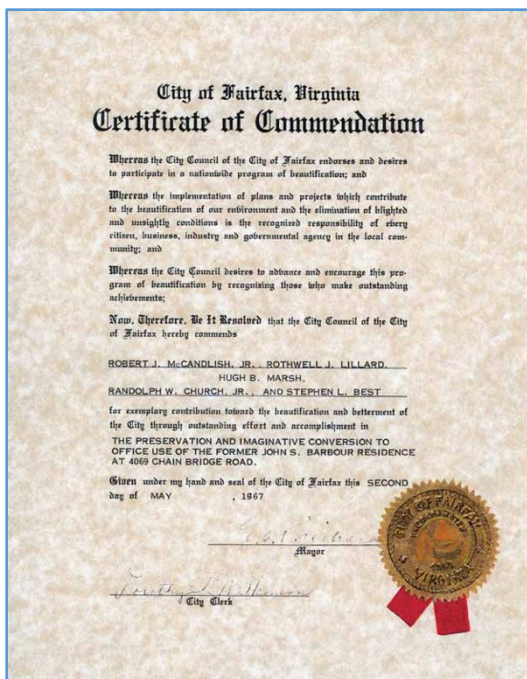 City of Fairfax, Virginia
Certificate of Commendation
Whereas the City Council of the City of Fairfax endorses and desires
to participate in a nationwide program of beautification; and
Whereas the implementation of plans and projects which contribute
to the beautification of our environment and the elimination of blighted
and unsightly conditions is the recognized responsibility of every
citizen, business, industry and governmental agency in the local com-
munity; and
Whereas the City Council desires to advance and encourage this pro-
gram of beautification by recognizing those who make outstanding
achievements;
Now, Therefore, Be It Resolved that the City Council of the City
of Fairfax hereby commends
ROBERT J. McCANDLISH, JR., ROTHWELL J. LILLARD,
HUGH B. MARSH,
RANDOLPH W. CHURCH, JR., AND STEPHEN L. BEST
for exemplary contribution toward the beautification and betterment of
the City through outstanding effort and accomplishment in
THE PRESERVATION AND IMAGINATIVE CONVERSION TO
OFFICE USE OF THE FORMER JOHN S. BARBOUR RESIDENCE
AT 4069 CHAIN BRIDGE ROAD.
Given under my hand and seal of the City of Fairfax this SECOND
day of MAY , 1967
Mayor
City Clerk
CITY OF FAIRFAX
VIRGINIA